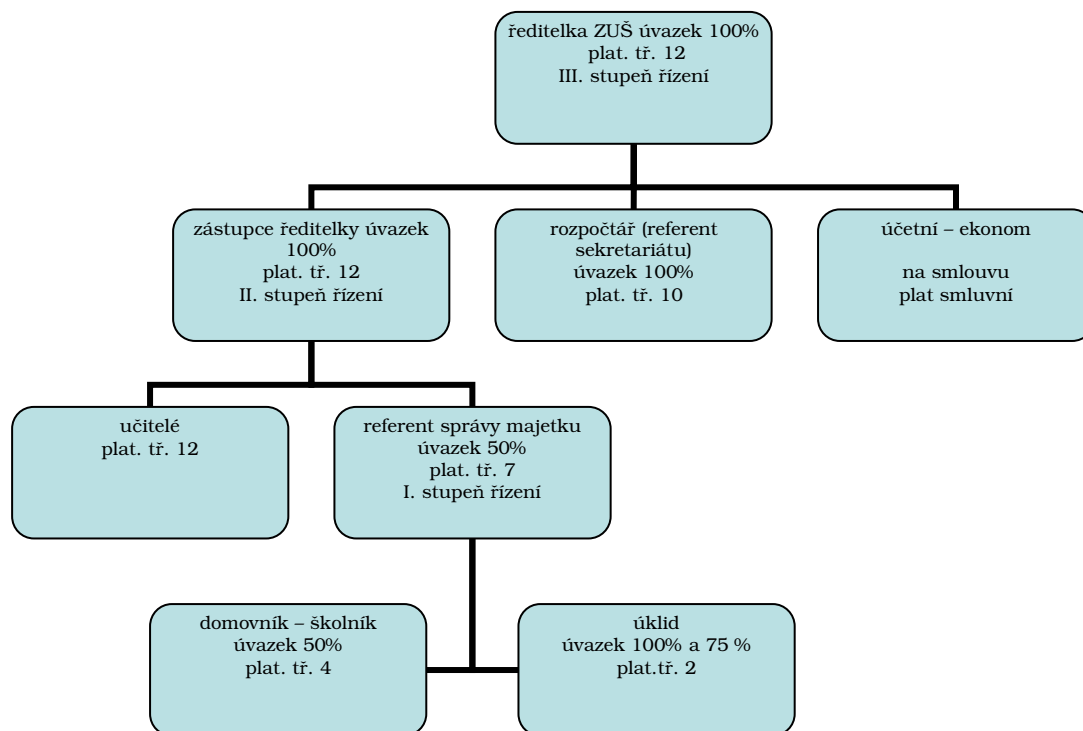 ředitelka ZUŠ úvazek 100%
plat. tř. 12
III. stupeň řízení
zástupce ředitelky úvazek
100%
plat. tř. 12
II. stupeň řízení
rozpočtář (referent
sekretariátu)
úvazek 100%
plat. tř. 10
účetní – ekonom
na smlouvu
plat smluvní
učitelé
plat. tř. 12
referent správy majetku
úvazek 50%
plat. tř. 7
I. stupeň řízení
domovník – školník
úvazek 50%
plat. tř. 4
úklid
úvazek 100% a 75 %
plat.tř. 2